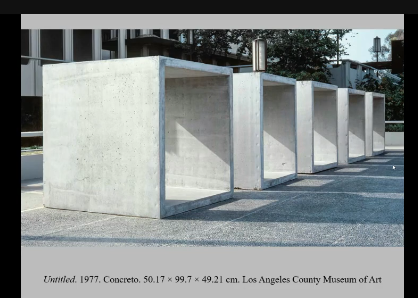 Untitled. 1977. Concreto. 50.17 × 99.7 × 49.21 cm. Los Angeles County Museum of Art